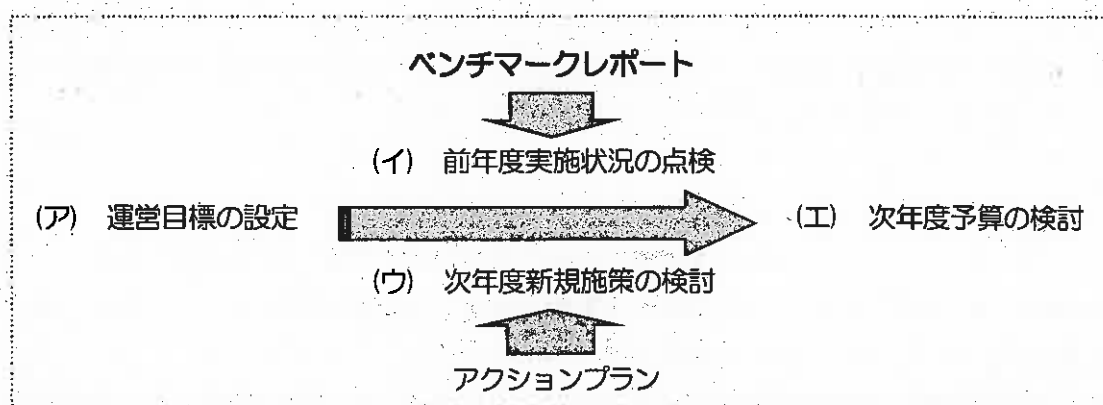 ベンチマークレポート
(イ) 前年度実施状況の点検
(ア) 運営目標の設定
(エ) 次年度予算の検討
(ウ) 次年度新規施策の検討
アクションプラン